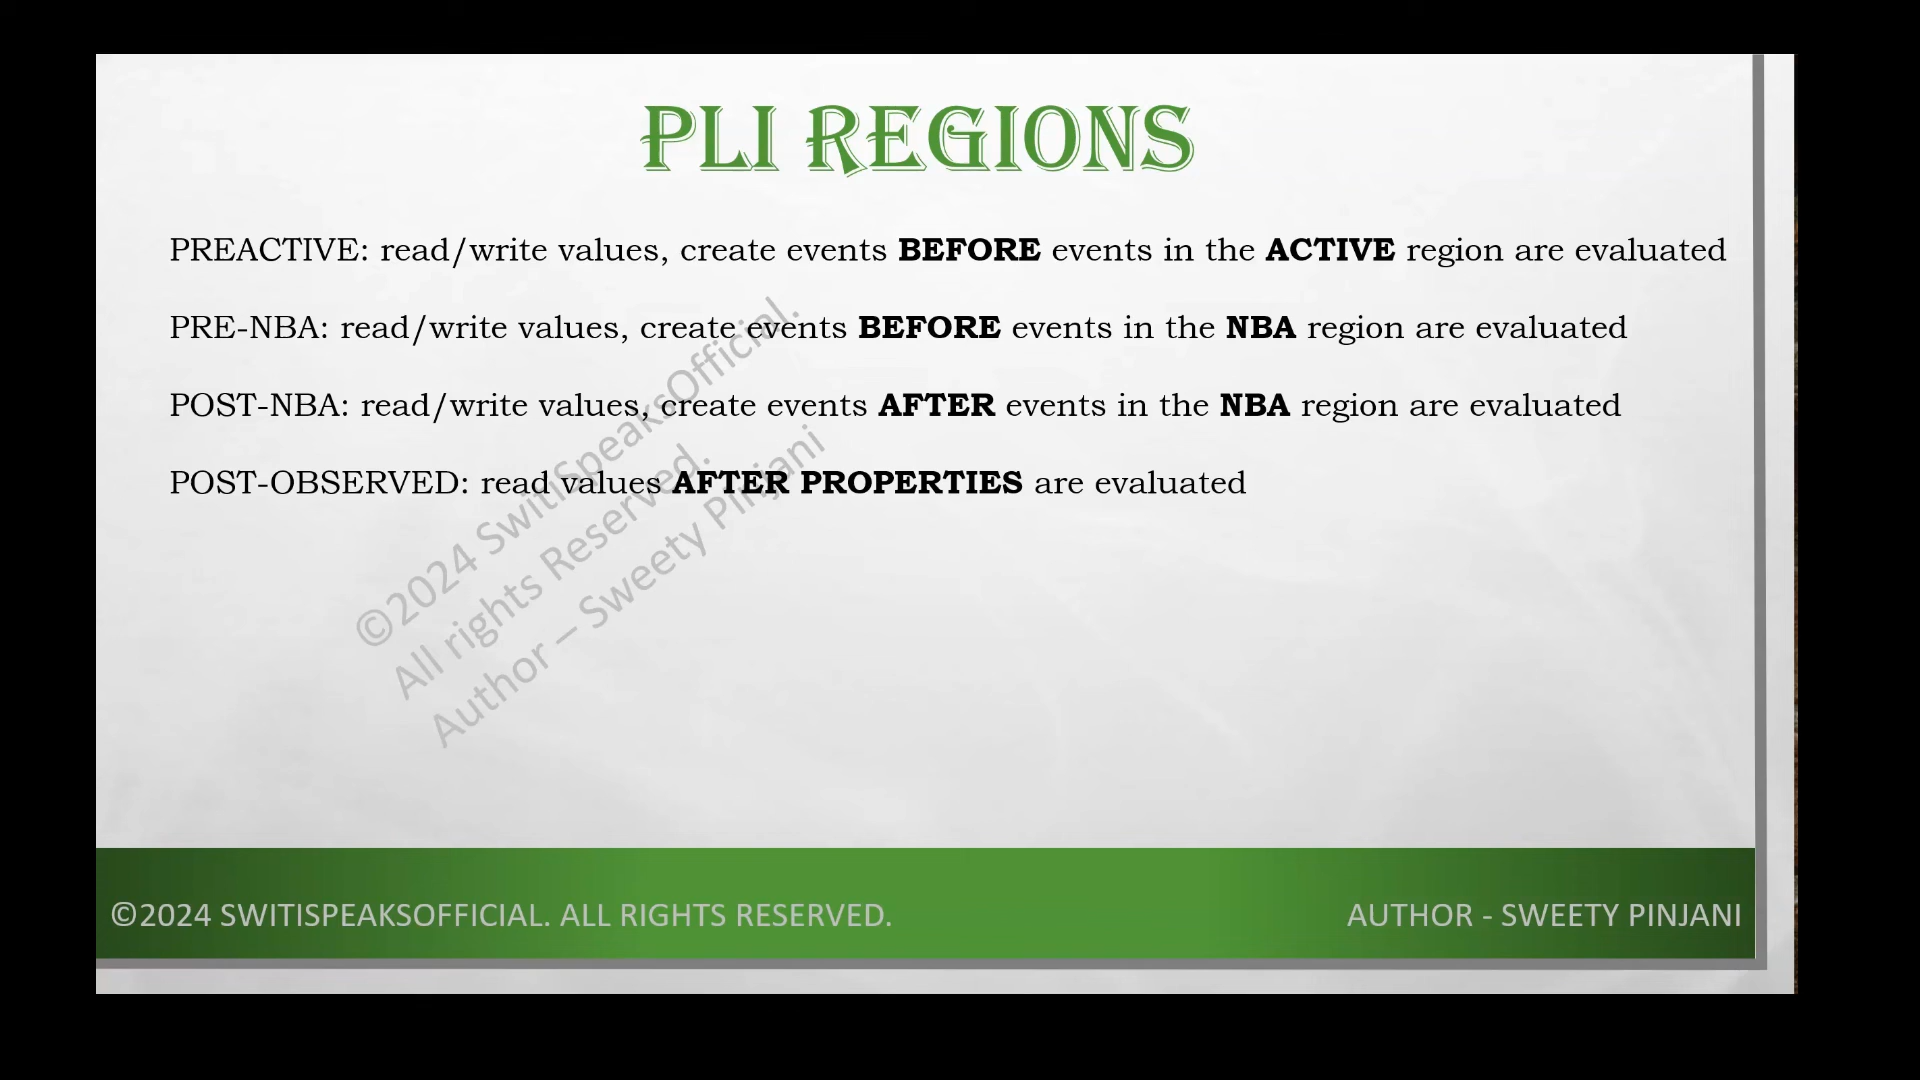 PLI REGIONS
PREACTIVE: read/write values, create events BEFORE events in the ACTIVE region are evaluated
PRE-NBA: read/write values, create events BEFORE events in the NBA region are evaluated
POST-NBA: read/write values, create events AFTER events in the NBA region are evaluated
POST-OBSERVED: read values AFTER PROPERTIES are evaluated
©2024 SwitiSpeaksOfficial.
All rights Reserved.
Author – Sweety Pinjani
©2024 SWITISPEAKSOFFICIAL. ALL RIGHTS RESERVED.
AUTHOR - SWEETY PINJANI